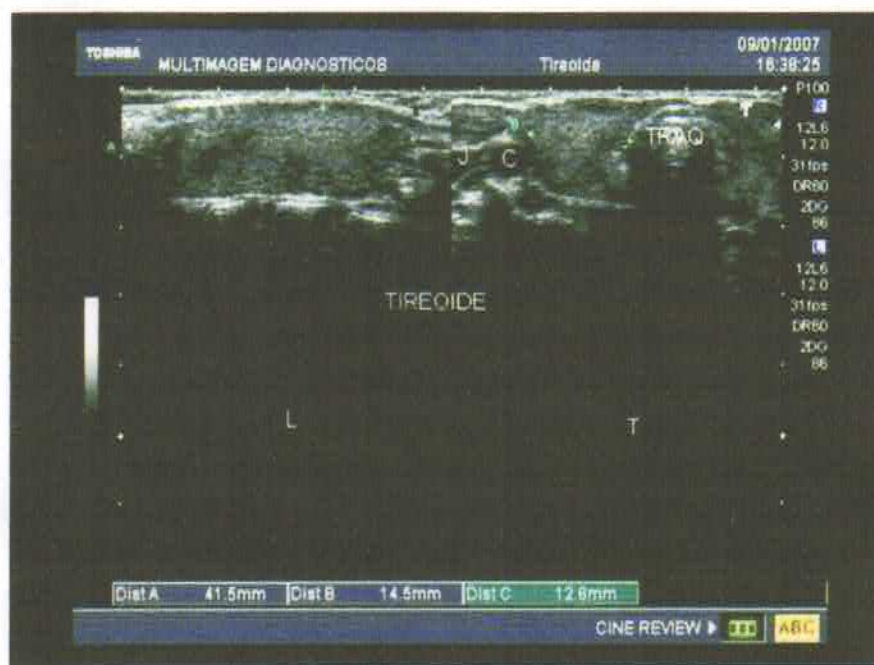 TOSHIBA
MULTIMAGEM DIAGNOSTICOS
Tireoide
09/01/2007
16:38:25
P100
12L6
12.0
31fps
DR60
2DG
86
12L6
12.0
31fps
DR60
2DG
86
J
C
TRAQ
TIREOIDE
L
T
Dist A 41.5mm
Dist B 14.5mm
Dist C 12.6mm
CINE REVIEW
ABC